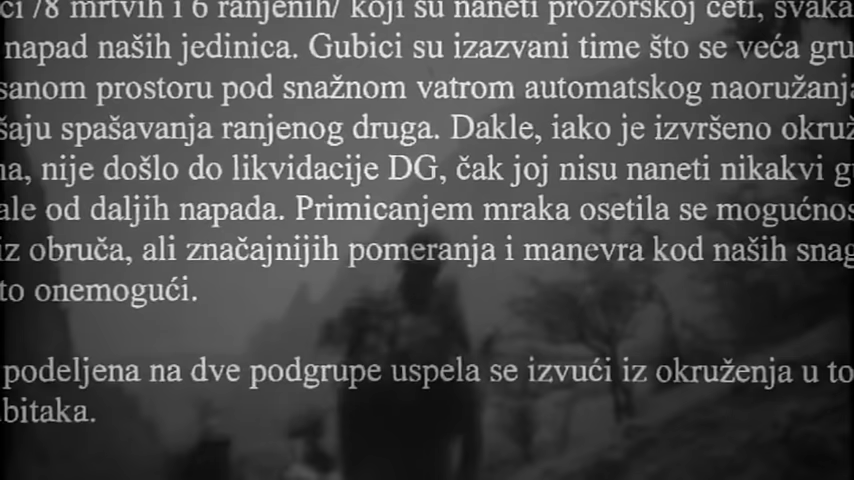 ci /8 mrtvih i 6 ranjenih/ koji su naneti prozorskoj četi, svaka
napad naših jedinica. Gubici su izazvani time što se veća gru
sanom prostoru pod snažnom vatrom automatskog naoružanja
šaju spašavanja ranjenog druga. Dakle, iako je izvršeno okruž
na, nije došlo do likvidacije DG, čak joj nisu naneti nikakvi g
ale od daljih napada. Primicanjem mraka osetila se mogućnos
iz obruča, ali značajnijih pomeranja i manevra kod naših snag
to onemogući.
podeljena na dve podgrupe uspela se izvući iz okruženja u to
bitaka.